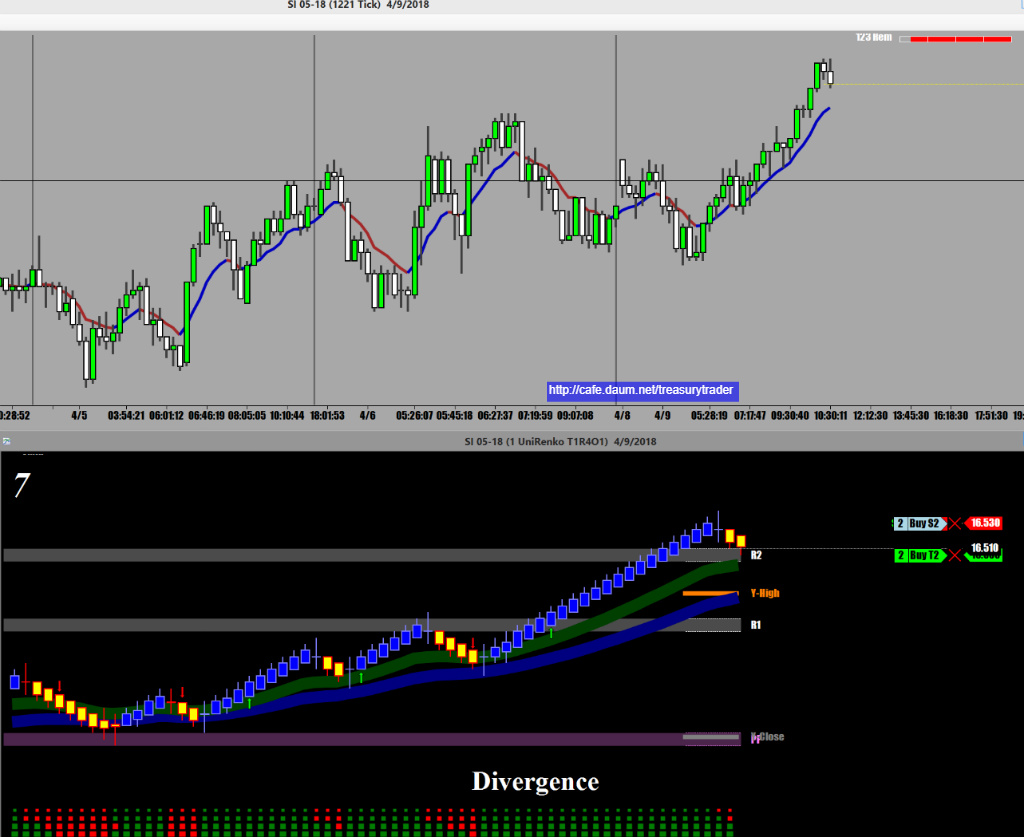 SI 05-18 (1221 Tick)  4/9/2018
123 Rem
http://cafe.daum.net/treasurytrader
:28:52 4/5 03:54:21 06:01:12 06:46:19 08:05:05 10:10:44 18:01:53 4/6 05:26:07 05:45:18 06:27:37 07:19:59 09:07:08 4/8 4/9 05:28:19 07:17:47 09:30:40 10:30:11 12:12:30 13:45:30 16:18:30 17:51:30 19:
SI 05-18 (1 UniRenko T1R4O1)  4/9/2018
7
2 Buy S2 16.530
16.510
2 Buy T2
R2
Y-High
R1
Close
Divergence